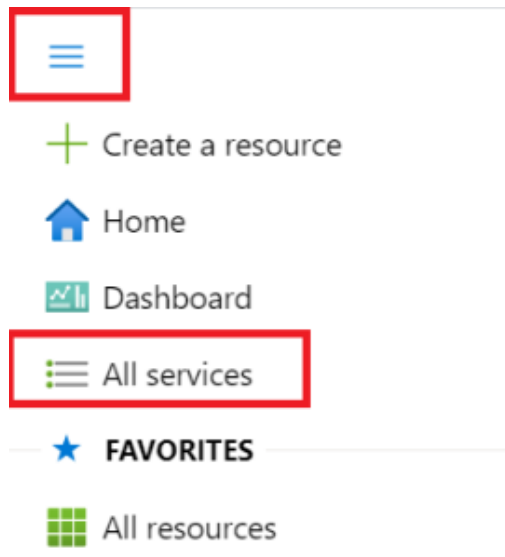 Create a resource
Home
Dashboard
All services
FAVORITES
All resources